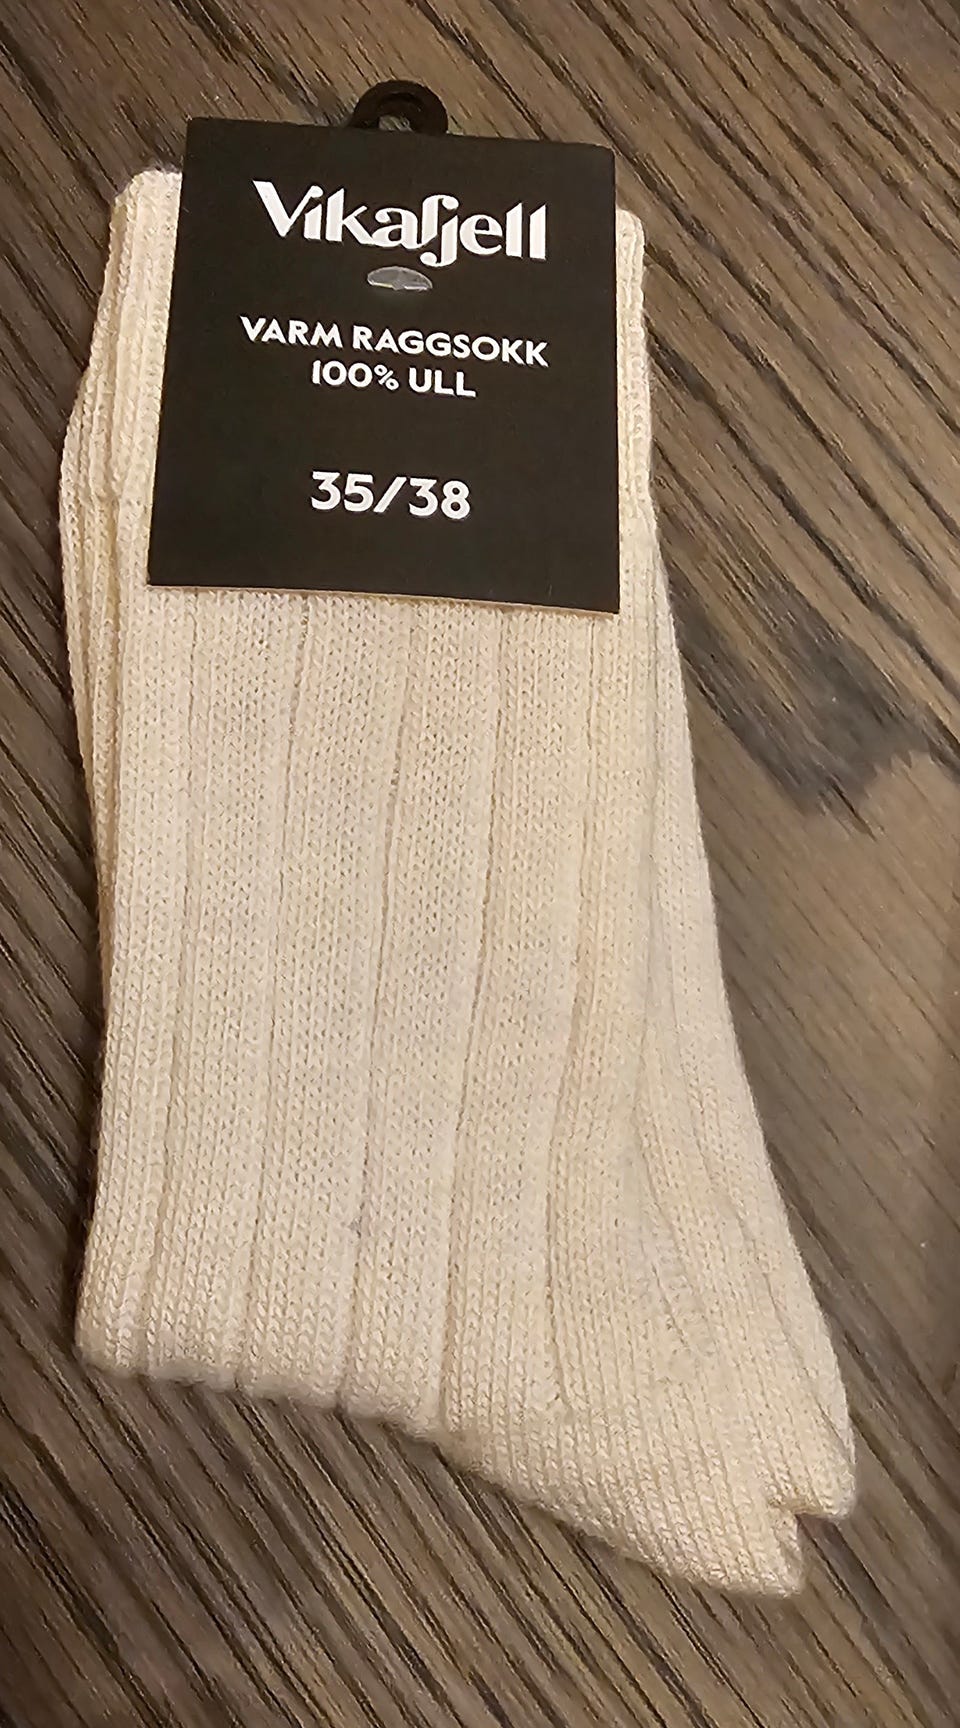 Vikafjell
VARM RAGGSOKK
100% ULL
35/38